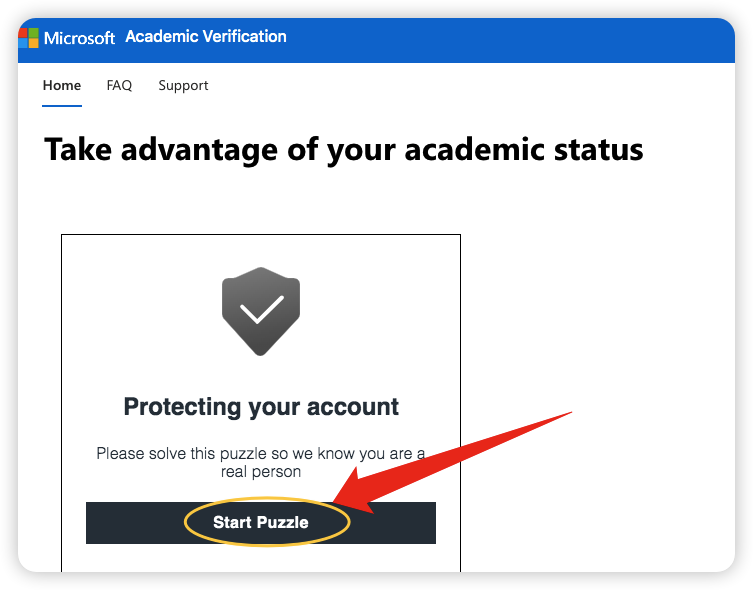 Microsoft Academic Verification
Home FAQ Support
Take advantage of your academic status
Protecting your account
Please solve this puzzle so we know you are a
real person
Start Puzzle